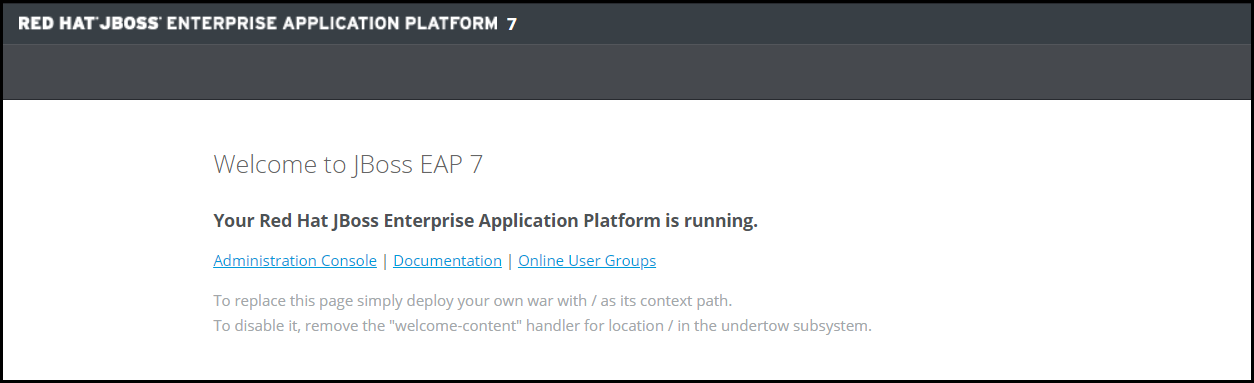 RED HAT® JBOSS® ENTERPRISE APPLICATION PLATFORM 7
Welcome to JBoss EAP 7
Your Red Hat JBoss Enterprise Application Platform is running.
Administration Console | Documentation | Online User Groups
To replace this page simply deploy your own war with / as its context path.
To disable it, remove the "welcome-content" handler for location / in the undertow subsystem.